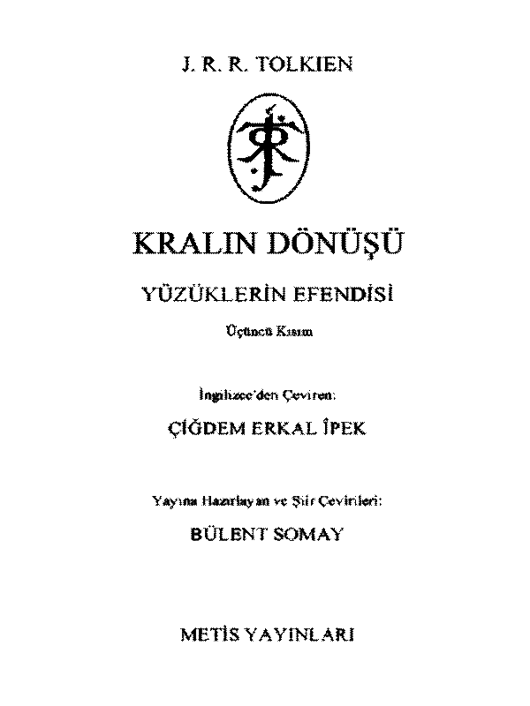 J. R. R. TOLKIEN
KRALIN DÖNÜŞÜ
YÜZÜKLERİN EFENDİSİ
Üçüncü Kısım
İngilizce'den Çeviren:
ÇİĞDEM ERKAL İPEK
Yayına Hazırlayan ve Şiir Çevirileri:
BÜLENT SOMAY
METİS YAYINLARI